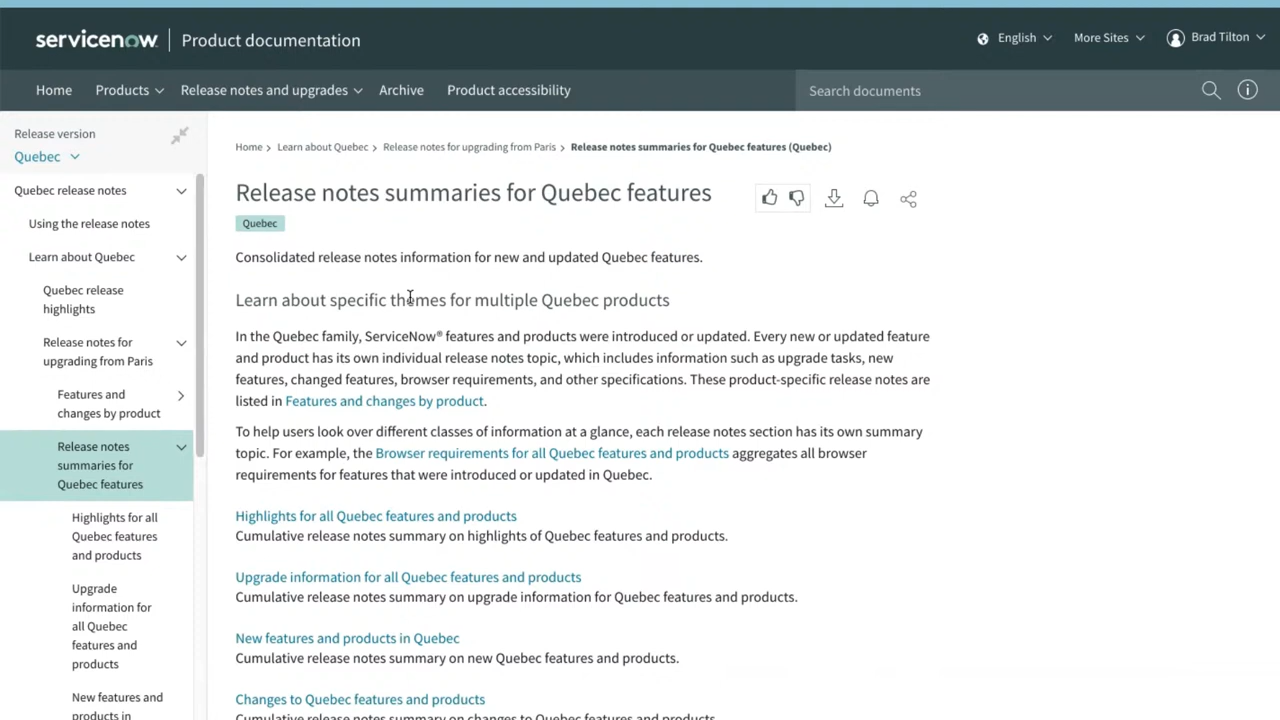 servicenow
Product documentation
English
More Sites
Brad Tilton
Home
Products
Release notes and upgrades
Archive
Product accessibility
Search documents
Release version
Quebec
Quebec release notes
Using the release notes
Learn about Quebec
Quebec release
highlights
Release notes for
upgrading from Paris
Features and
changes by product
Release notes
summaries for
Quebec features
Highlights for all
Quebec features
and products
Upgrade
information for
all Quebec
features and
products
New features and
products in
Home > Learn about Quebec > Release notes for upgrading from Paris > Release notes summaries for Quebec features (Quebec)
Release notes summaries for Quebec features
Quebec
Consolidated release notes information for new and updated Quebec features.
Learn about specific themes for multiple Quebec products
In the Quebec family, ServiceNow® features and products were introduced or updated. Every new or updated feature
and product has its own individual release notes topic, which includes information such as upgrade tasks, new
features, changed features, browser requirements, and other specifications. These product-specific release notes are
listed in Features and changes by product.
To help users look over different classes of information at a glance, each release notes section has its own summary
topic. For example, the Browser requirements for all Quebec features and products aggregates all browser
requirements for features that were introduced or updated in Quebec.
Highlights for all Quebec features and products
Cumulative release notes summary on highlights of Quebec features and products.
Upgrade information for all Quebec features and products
Cumulative release notes summary on upgrade information for Quebec features and products.
New features and products in Quebec
Cumulative release notes summary on new Quebec features and products.
Changes to Quebec features and products
Cumulative release notes summary on changes to Quebec features and products.